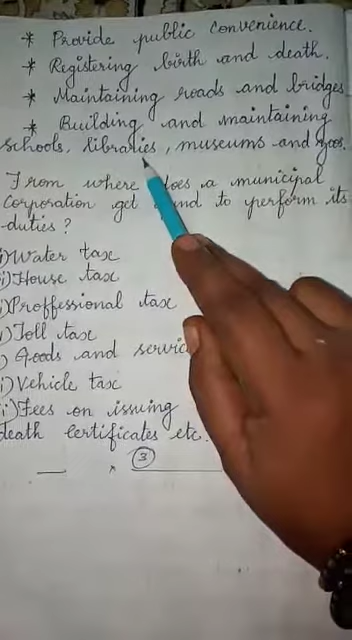 * Provide public convenience.
* Registering birth and death.
* Maintaining roads and bridges
* Building and maintaining
schools, libraries, museums and zoos.
From where does a municipal
Corporation get fund to perform its
duties?
i) Water tax
i) House tax
) Proffessional tax
) Toll tax
) Goods and servic
i) Vehicle tax
ii) Fees on issuing
death certificates etc.
3